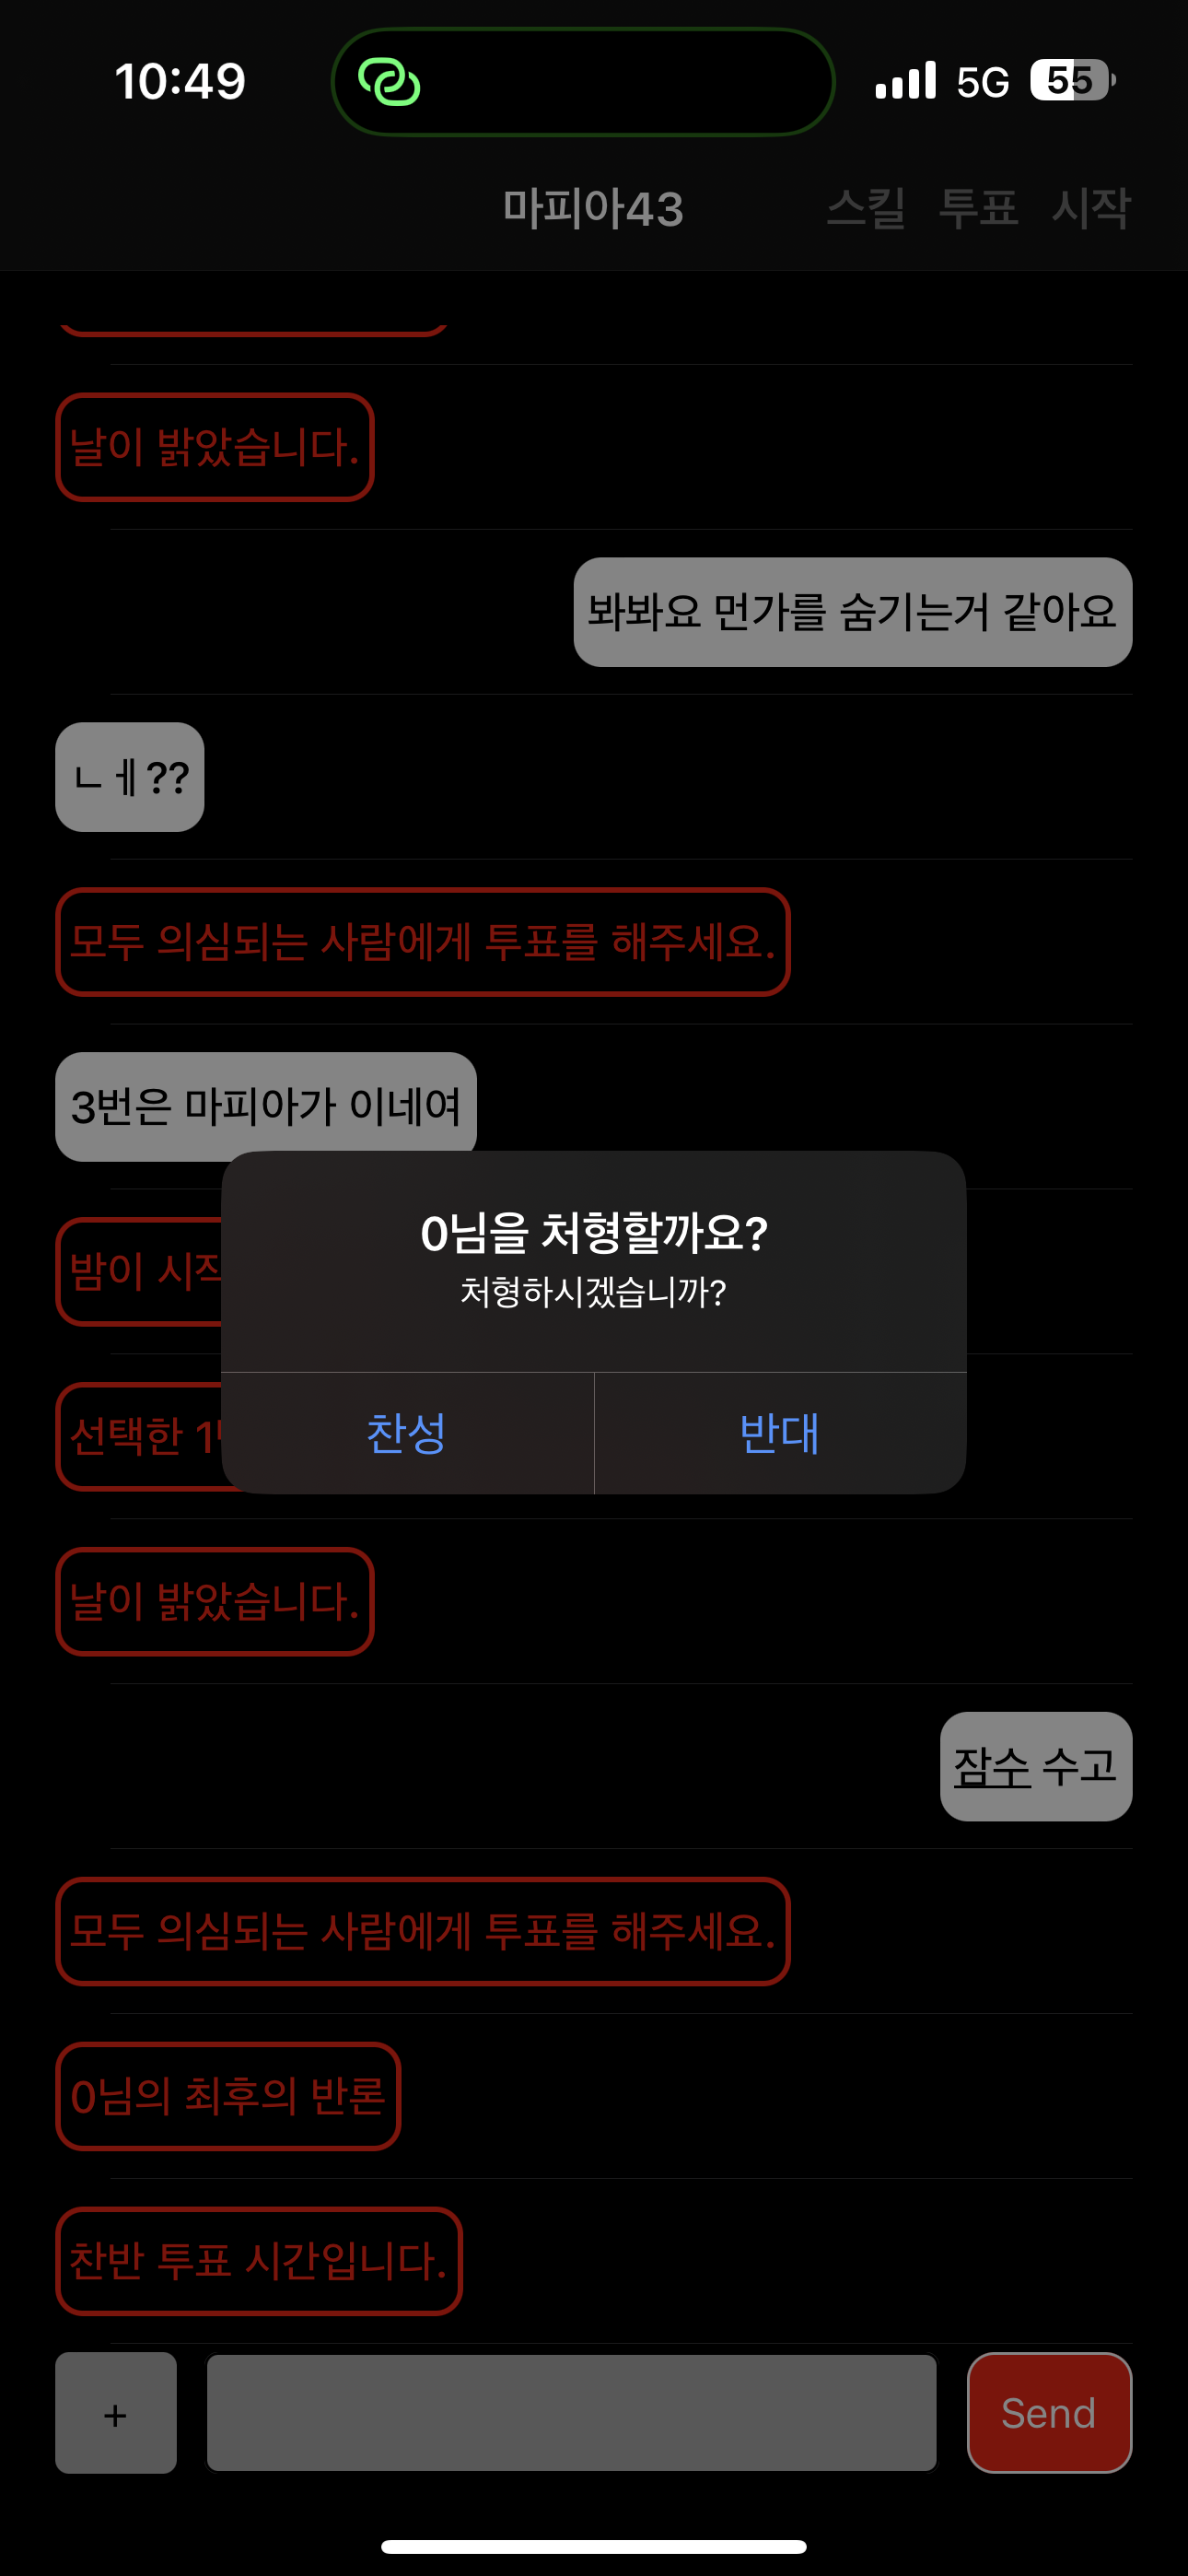 10:49
5G
55
마피아43
스킬 투표 시작
날이 밝았습니다.
봐봐요 먼가를 숨기는거 같아요
ㄴㅔ??
모두 의심되는 사람에게 투표를 해주세요.
3번은 마피아가 이네여
밤이
선택한
0님을 처형할까요?
처형하시겠습니까?
찬성 반대
날이 밝았습니다.
잠수 수고
모두 의심되는 사람에게 투표를 해주세요.
0님의 최후의 반론
찬반 투표 시간입니다.
+
Send